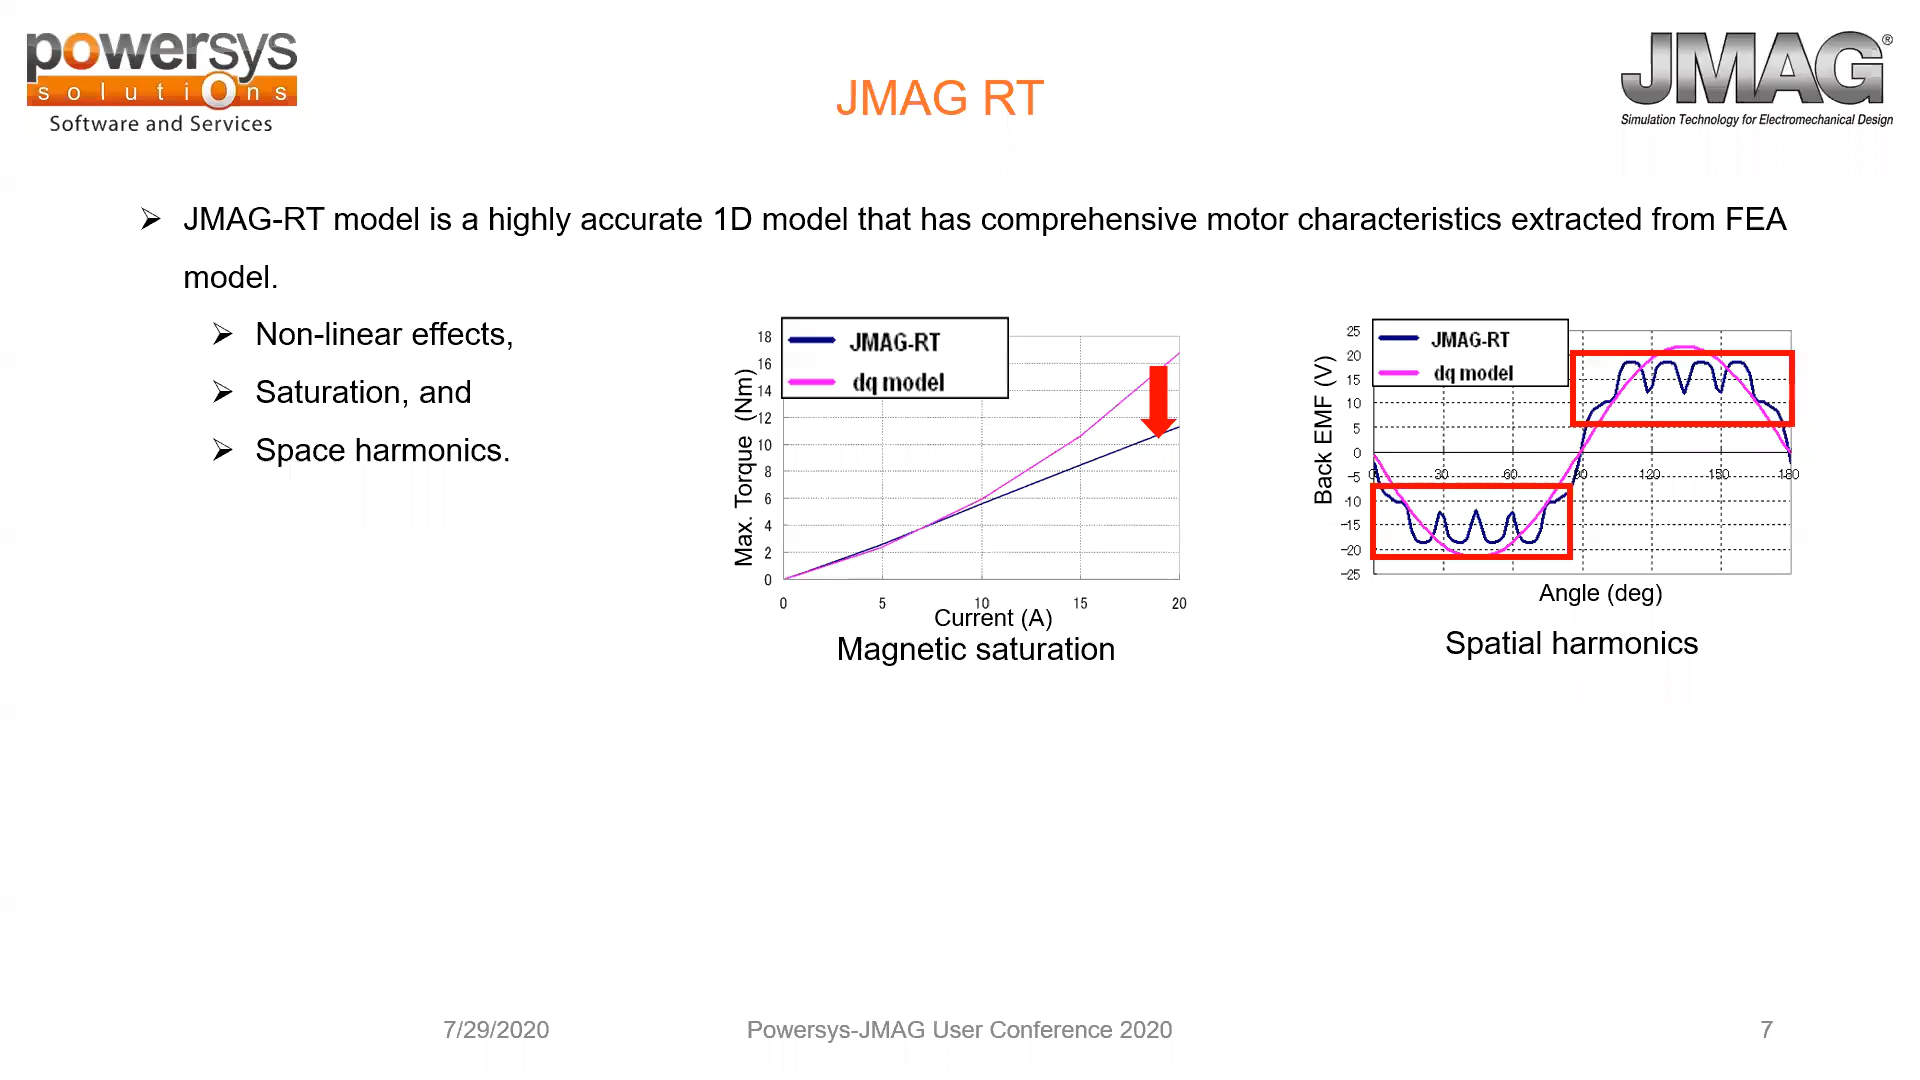 powersys
solutiOns
Software and Services
JMAG®
Simulation Technology for Electromechanical Design
JMAG RT
➢ JMAG-RT model is a highly accurate 1D model that has comprehensive motor characteristics extracted from FEA
model.
➢ Non-linear effects,
➢ Saturation, and
➢ Space harmonics.
JMAG-RT
dq model
18
16
14
12
10
8
6
4
2
0
Max. Torque (Nm)
0 5 10 15 20
Current (A)
Magnetic saturation
JMAG-RT
dq model
25
20
15
10
5
0
-5
-10
-15
-20
-25
Back EMF (V)
0 30 60 90 120 150 180
Angle (deg)
Spatial harmonics
7/29/2020
Powersys-JMAG User Conference 2020
7